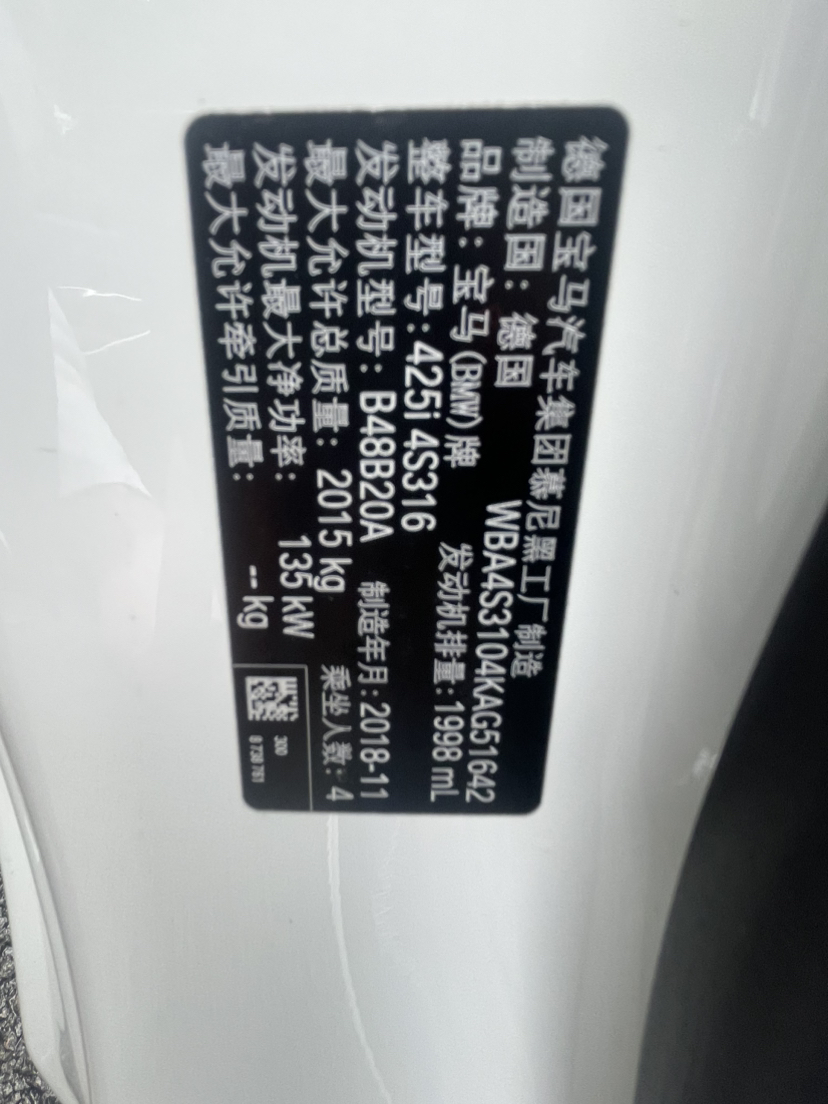 德国宝马汽车集团慕尼黑工厂制造
制造国：德国 WBA4S3104KAG51642
品牌：宝马(BMW)牌 发动机排量：1998 mL
整车型号：425i 4S316
发动机型号：B48B20A 制造年月：2018-11
最大允许总质量：2015 kg 乘坐人数：4
发动机最大净功率：135 kW
最大允许牵引质量：-- kg
300